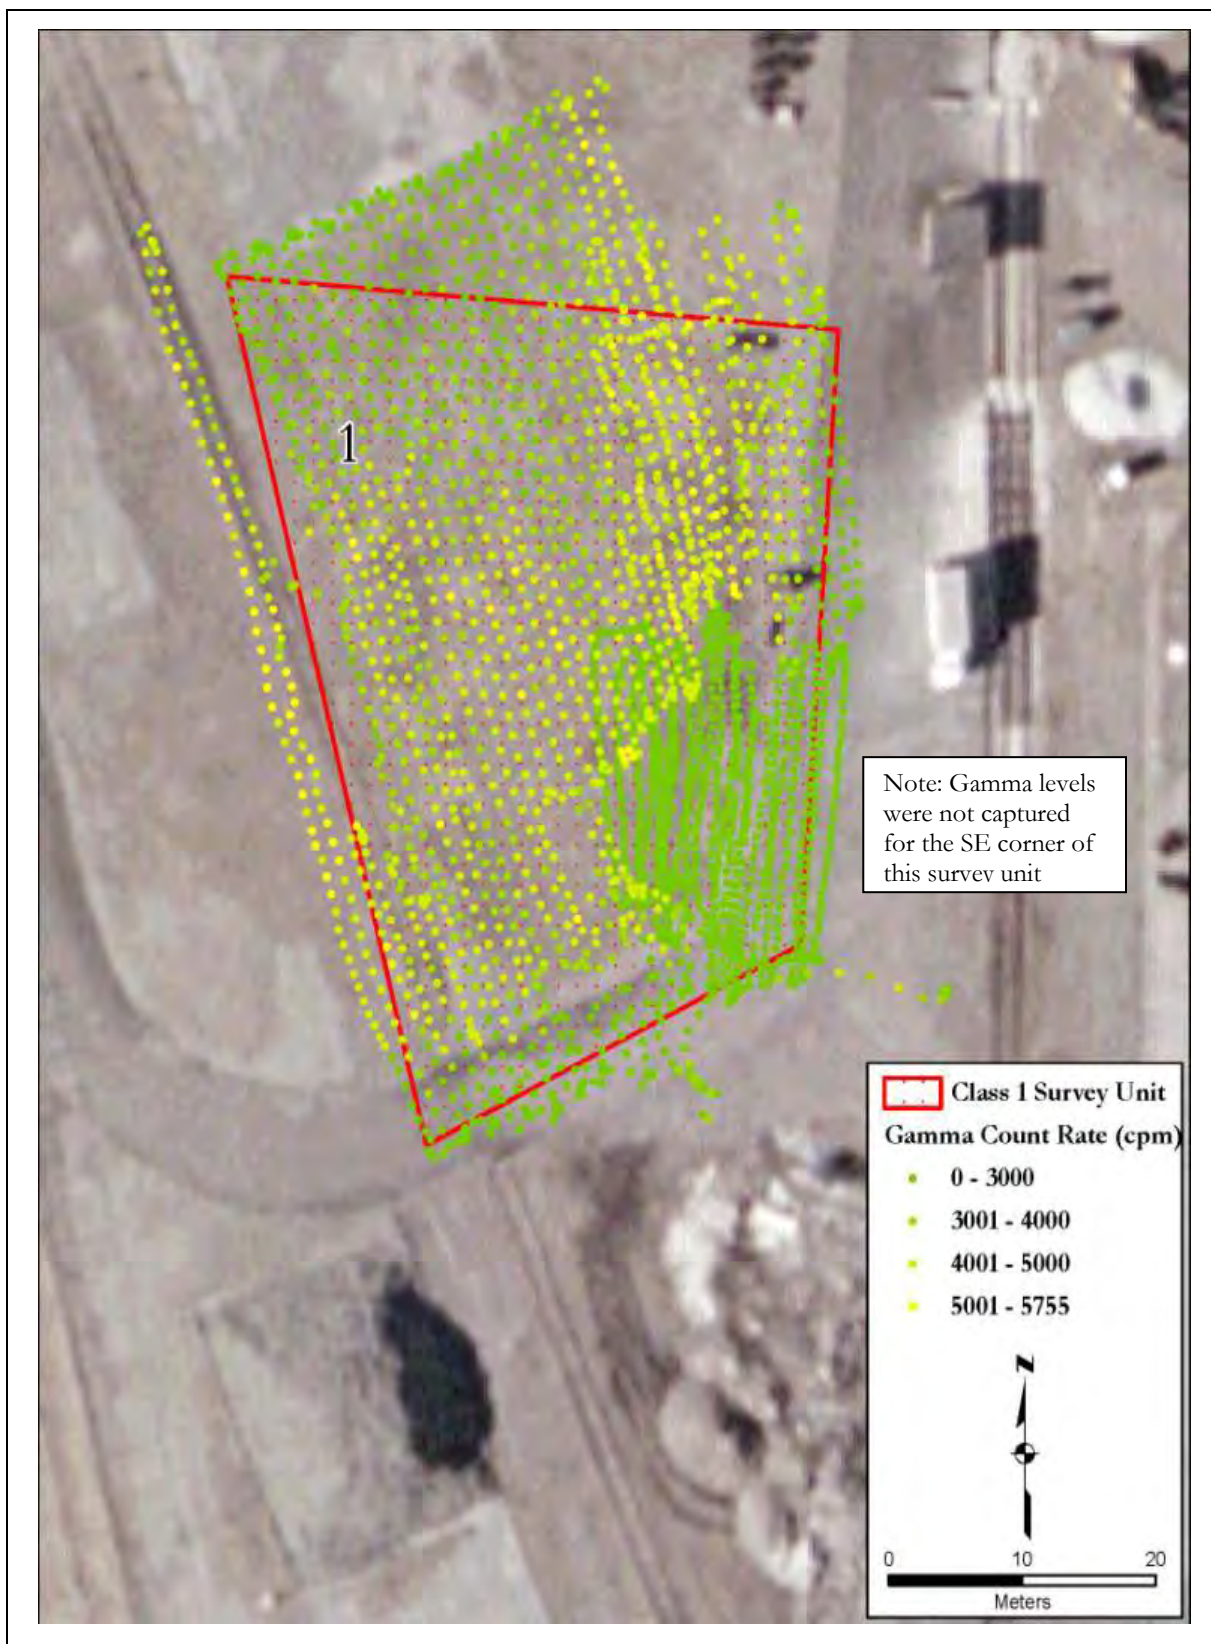 1
Note: Gamma levels
were not captured
for the SE corner of
this survey unit
Class 1 Survey Unit
Gamma Count Rate (cpm)
0 - 3000
3001 - 4000
4001 - 5000
5001 - 5755
N
0 10 20
Meters